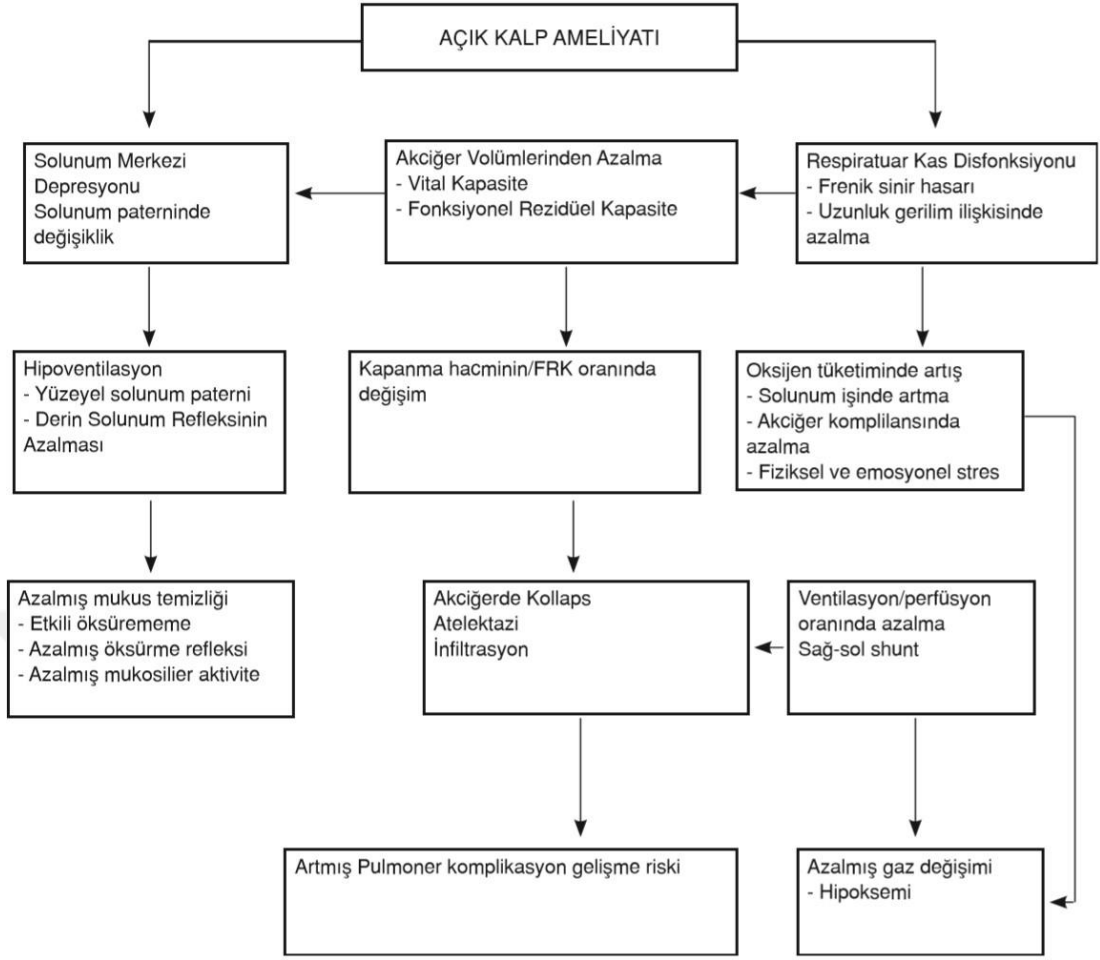 AÇIK KALP AMELİYATI
Solunum Merkezi
Depresyonu
Solunum paterninde
değişiklik
Akciğer Volümlerinden Azalma
- Vital Kapasite
- Fonksiyonel Rezidüel Kapasite
Respiratuar Kas Disfonksiyonu
- Frenik sinir hasarı
- Uzunluk gerilim ilişkisinde
azalma
Hipoventilasyon
- Yüzeyel solunum paterni
- Derin Solunum Refleksinin
Azalması
Kapanma hacminin/FRK oranında
değişim
Oksijen tüketiminde artış
- Solunum işinde artma
- Akciğer komplilansında
azalma
- Fiziksel ve emosyonel stres
Azalmış mukus temizliği
- Etkili öksürememe
- Azalmış öksürme refleksi
- Azalmış mukosilier aktivite
Akciğerde Kollaps
Atelektazi
İnfiltrasyon
Ventilasyon/perfüsyon
oranında azalma
Sağ-sol shunt
Artmış Pulmoner komplikasyon gelişme riski
Azalmış gaz değişimi
- Hipoksemi